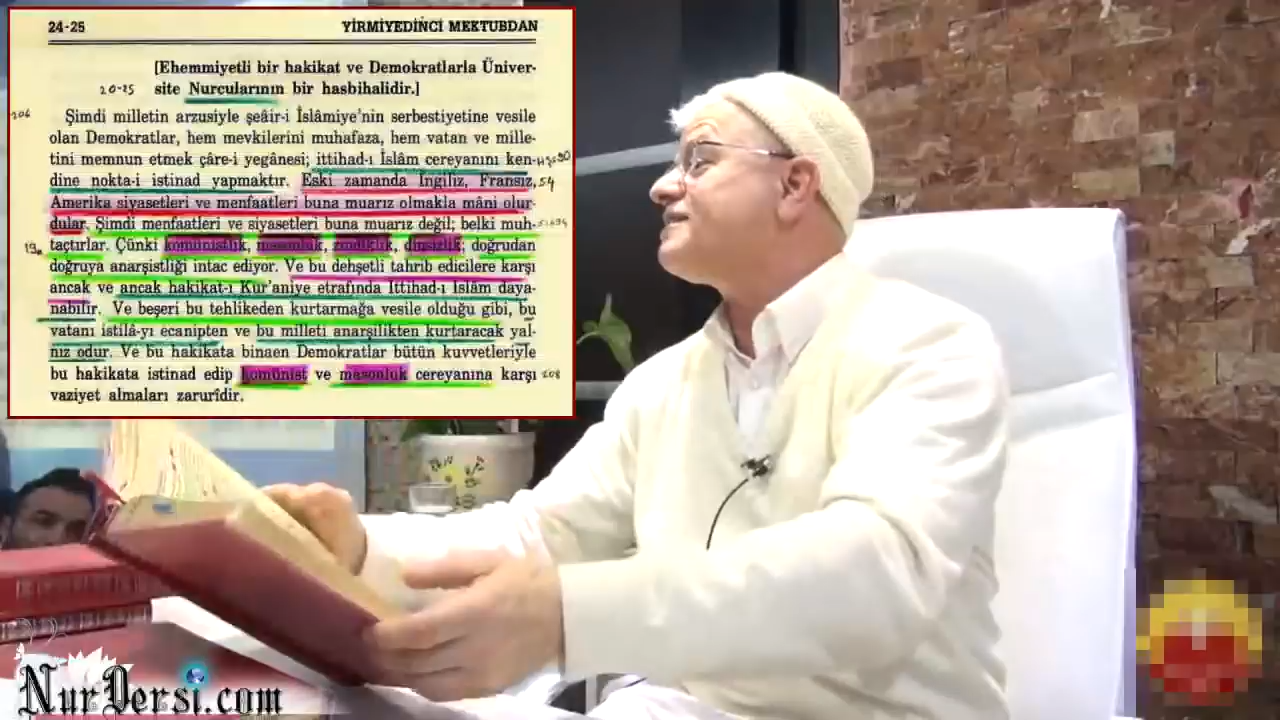 24-25 YİRMİYEDİNCİ MEKTUBDAN
[Ehemmiyetli bir hakikat ve Demokratlarla Üniver-
20-25 site Nurcularının bir hasbihalidir.]
206 Şimdi milletin arzusiyle şeâir-i İslâmiye'nin serbestiyetine vesile
olan Demokratlar, hem mevkilerini muhafaza, hem vatan ve mille-
tini memnun etmek çâre-i yegânesi; ittihad-ı İslâm cereyanını ken-
dine nokta-i istinad yapmaktır. Eski zamanda İngiliz, Fransız, 54
Amerika siyasetleri ve menfaatleri buna muarız olmakla mâni olur-
dular. Şimdi menfaatleri ve siyasetleri buna muarız değil; belki muh-
taçtırlar. Çünki komünistlik, masonluk, zındıklık, dinsizlik; doğrudan
doğruya anarşistliği intac ediyor. Ve bu dehşetli tahrib edicilere karşı
ancak ve ancak hakikat-ı Kur'aniye etrafında İttihad-ı İslâm daya-
nabilir. Ve beşeri bu tehlikeden kurtarmağa vesile olduğu gibi, bu
vatanı istilâ-yı ecanipten ve bu milleti anarşilikten kurtaracak yal-
nız odur. Ve bu hakikata binaen Demokratlar bütün kuvvetleriyle
bu hakikata istinad edip komünist ve masonluk cereyanına karşı 208
vaziyet almaları zarurîdir.
NurDersi.com